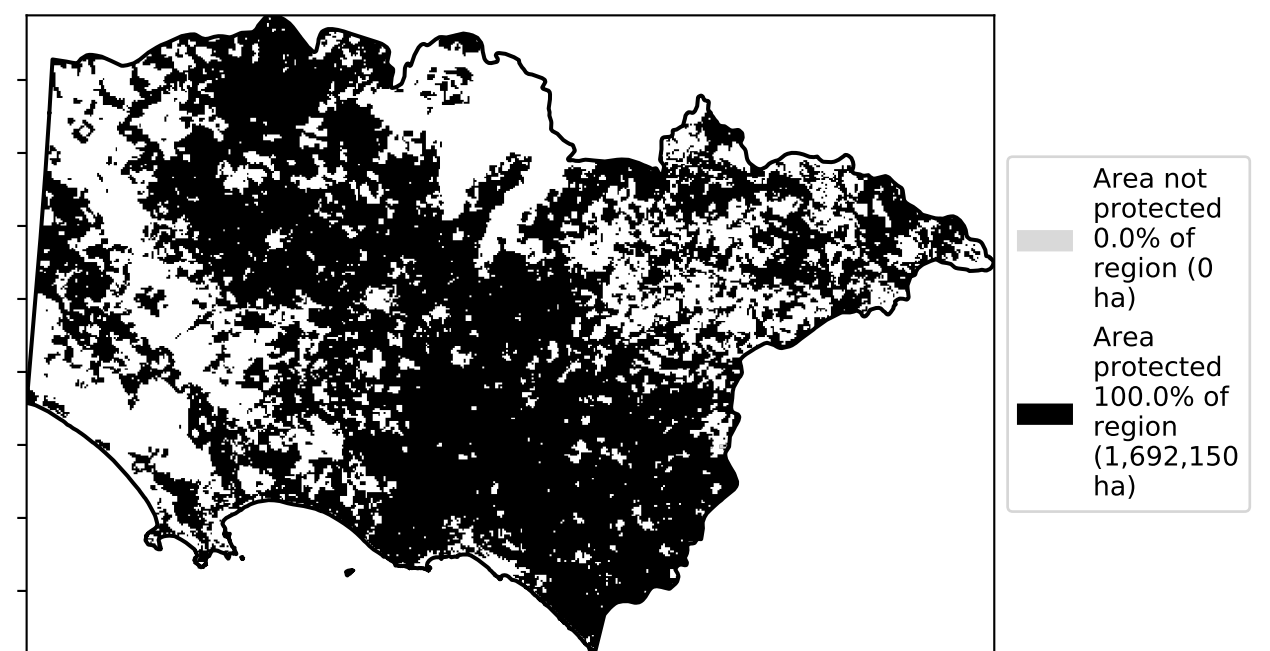 Area not
protected
0.0% of
region (0
ha)
Area
protected
100.0% of
region
(1,692,150
ha)